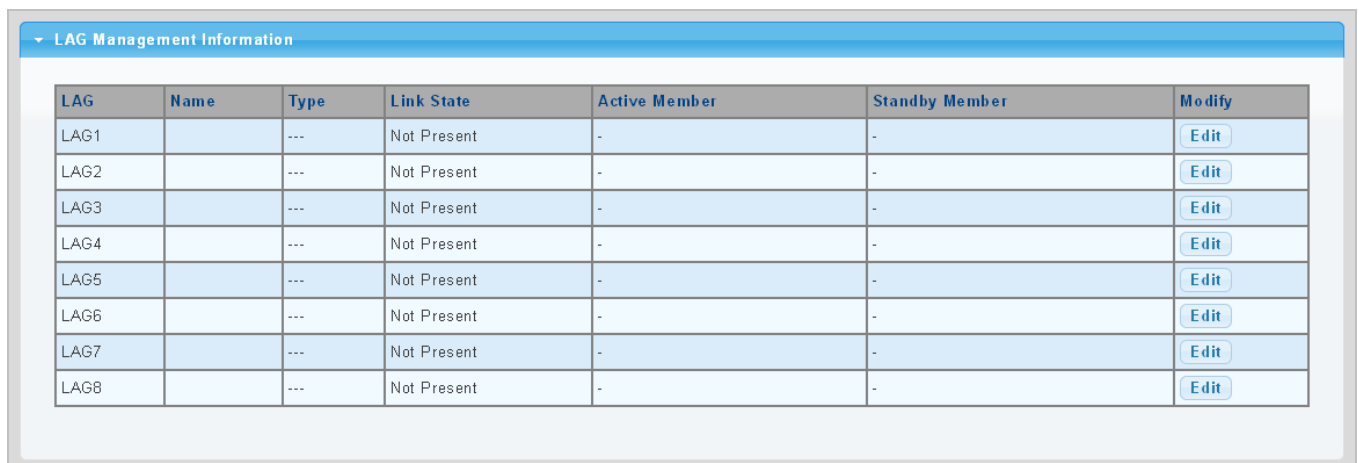 LAG Management Information
LAG Name Type Link State Active Member Standby Member Modify
LAG1 --- Not Present - - Edit
LAG2 --- Not Present - - Edit
LAG3 --- Not Present - - Edit
LAG4 --- Not Present - - Edit
LAG5 --- Not Present - - Edit
LAG6 --- Not Present - - Edit
LAG7 --- Not Present - - Edit
LAG8 --- Not Present - - Edit